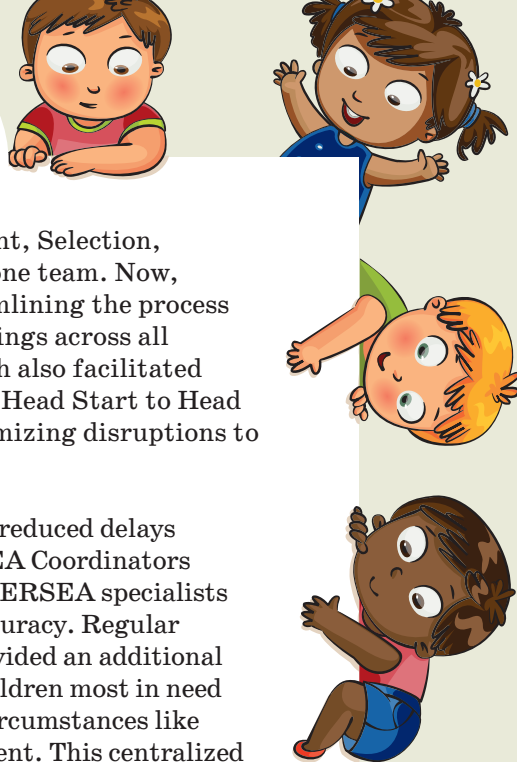 nt, Selection,
one team. Now,
mlining the process
ings across all
h also facilitated
Head Start to Head
mizing disruptions to
reduced delays
EA Coordinators
ERSEA specialists
uracy. Regular
vided an additional
ildren most in need
rcumstances like
ent. This centralized